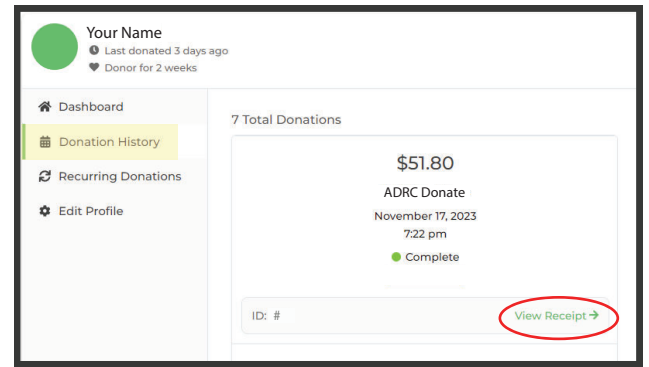 Your Name
Last donated 3 days ago
Donor for 2 weeks
Dashboard
Donation History
Recurring Donations
Edit Profile
7 Total Donations
$51.80
ADRC Donate
November 17, 2023
7:22 pm
Complete
ID: #
View Receipt